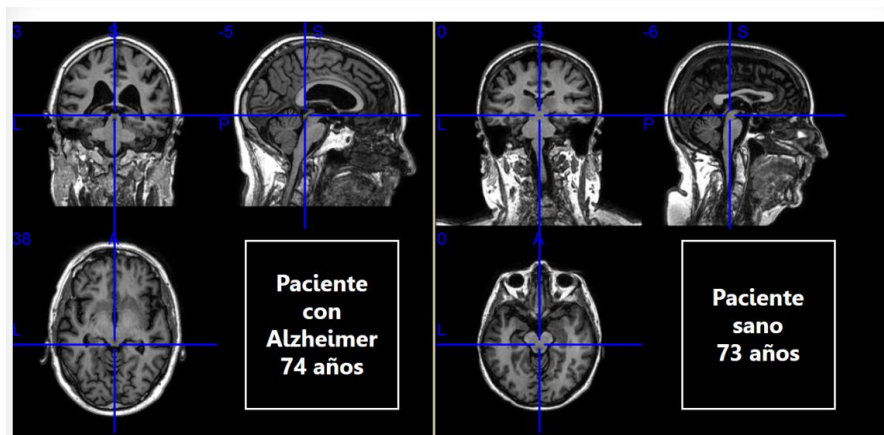 3 S -5 S
L P
38 A
L
Paciente
con
Alzheimer
74 años
0 S -6 S
L P
0 A
L
Paciente
sano
73 años